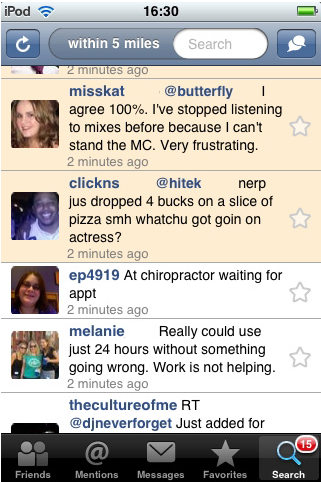 iPod 16:30
within 5 miles Search
2 minutes ago
misskat @butterfly I
agree 100%. I've stopped listening
to mixes before because I can't
stand the MC. Very frustrating.
2 minutes ago
clickns @hitek nerp
jus dropped 4 bucks on a slice of
pizza smh whatchu got goin on
actress?
2 minutes ago
ep4919 At chiropractor waiting for
appt
2 minutes ago
melanie Really could use
just 24 hours without something
going wrong. Work is not helping.
2 minutes ago
thecultureofme RT
@djneverforget Just added for
15
Friends Mentions Messages Favorites Search